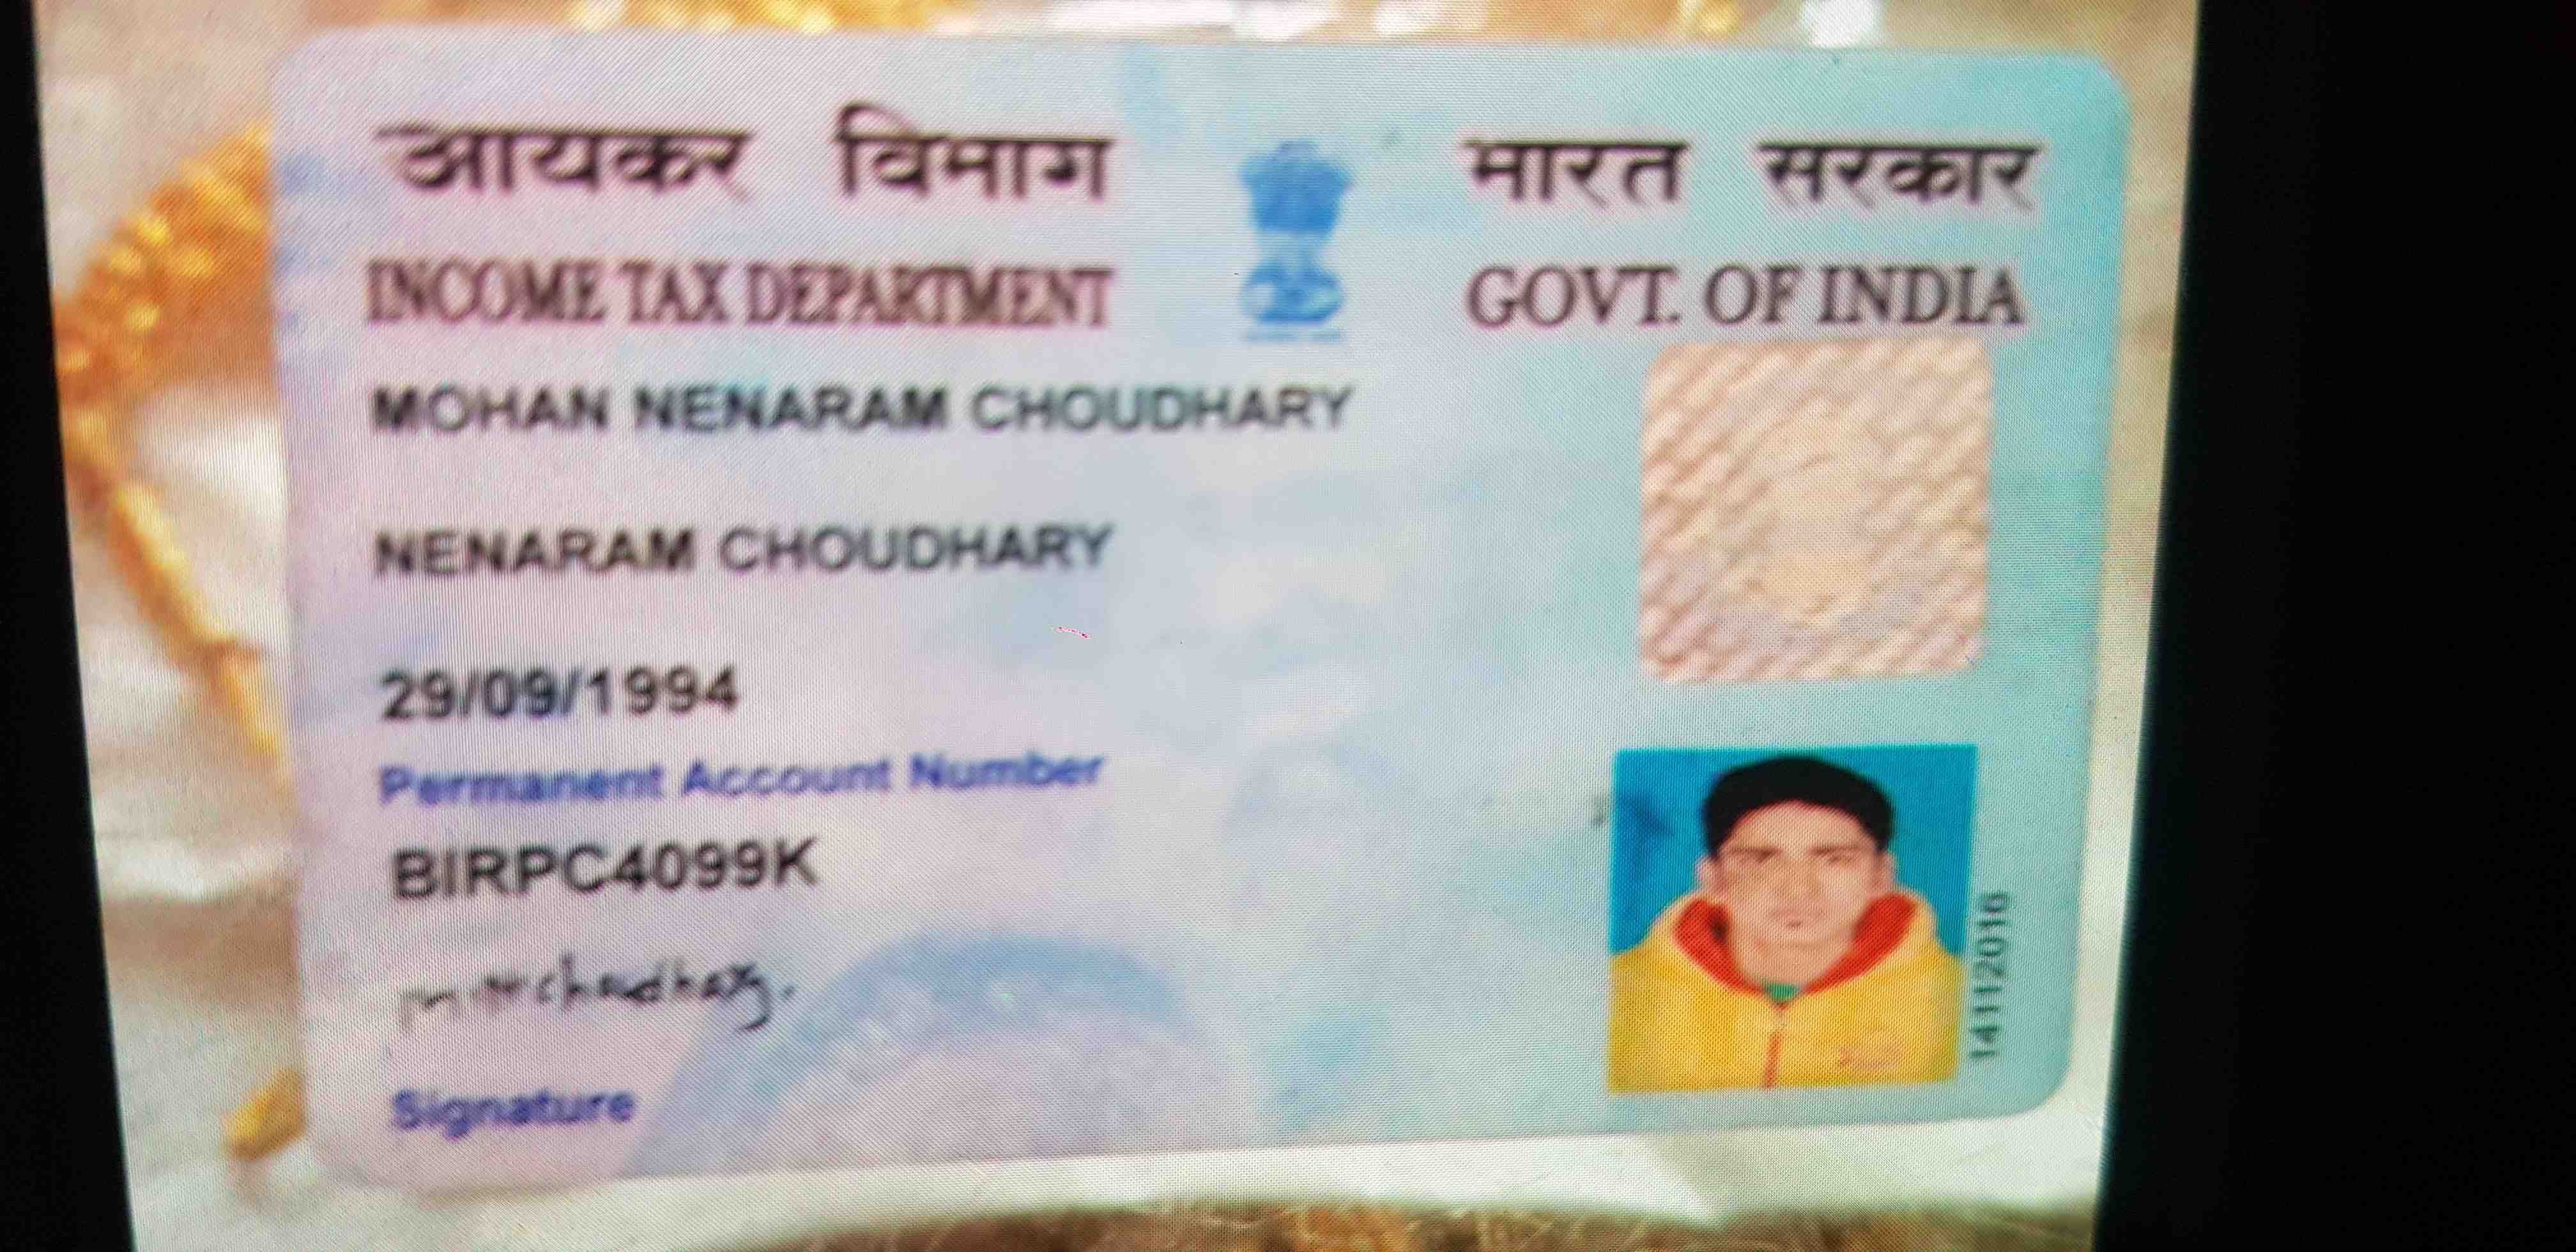 आयकर विभाग
INCOME TAX DEPARTMENT
भारत सरकार
GOVT. OF INDIA
MOHAN NENARAM CHOUDHARY
NENARAM CHOUDHARY
29/09/1994
Permanent Account Number
BIRPC4099K
choudhary.
Signature
14112016